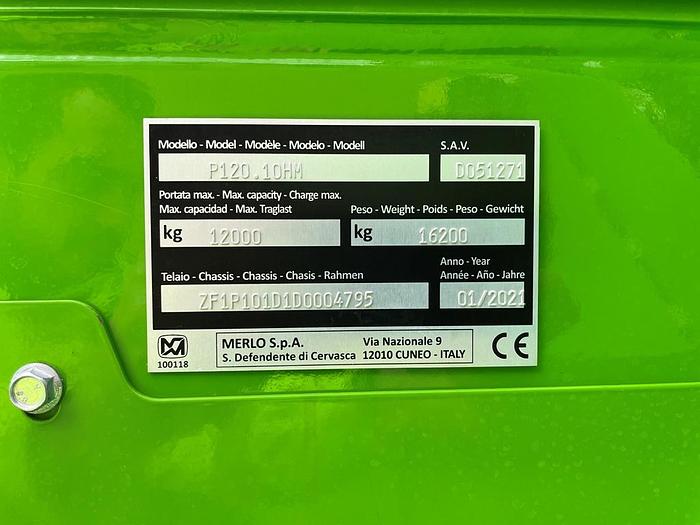 Modello - Model - Modèle - Modelo - Modell S.A.V.
P120.10HM D051271
Portata max. - Max. capacity - Charge max.
Max. capacidad - Max. Traglast Peso - Weight - Poids - Peso - Gewicht
kg 12000 kg 16200
Anno - Year
Telaio - Chassis - Chassis - Chasis - Rahmen Année - Año - Jahre
ZF1P101D1D0004795 01/2021
MERLO S.p.A. Via Nazionale 9
S. Defendente di Cervasca 12010 CUNEO - ITALY
100118
CE